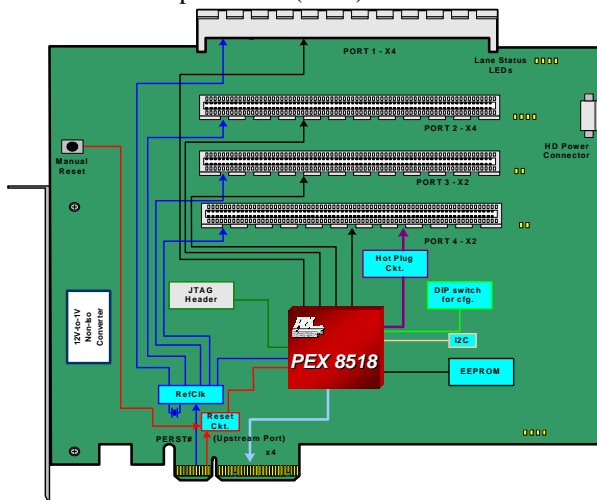 PORT 1 - X4
Lane Status
LEDs
PORT 2 - X4
HD Power
Connector
Manual
Reset
PORT 3 - X2
PORT 4 - X2
Hot Plug
Ckt.
JTAG
Header
DIP switch
for cfg.
12V-to-1V
Non-Iso
Converter
PEX 8518
I2C
EEPROM
RefClk
Reset
Ckt.
PERST#
(Upstream Port)
x4